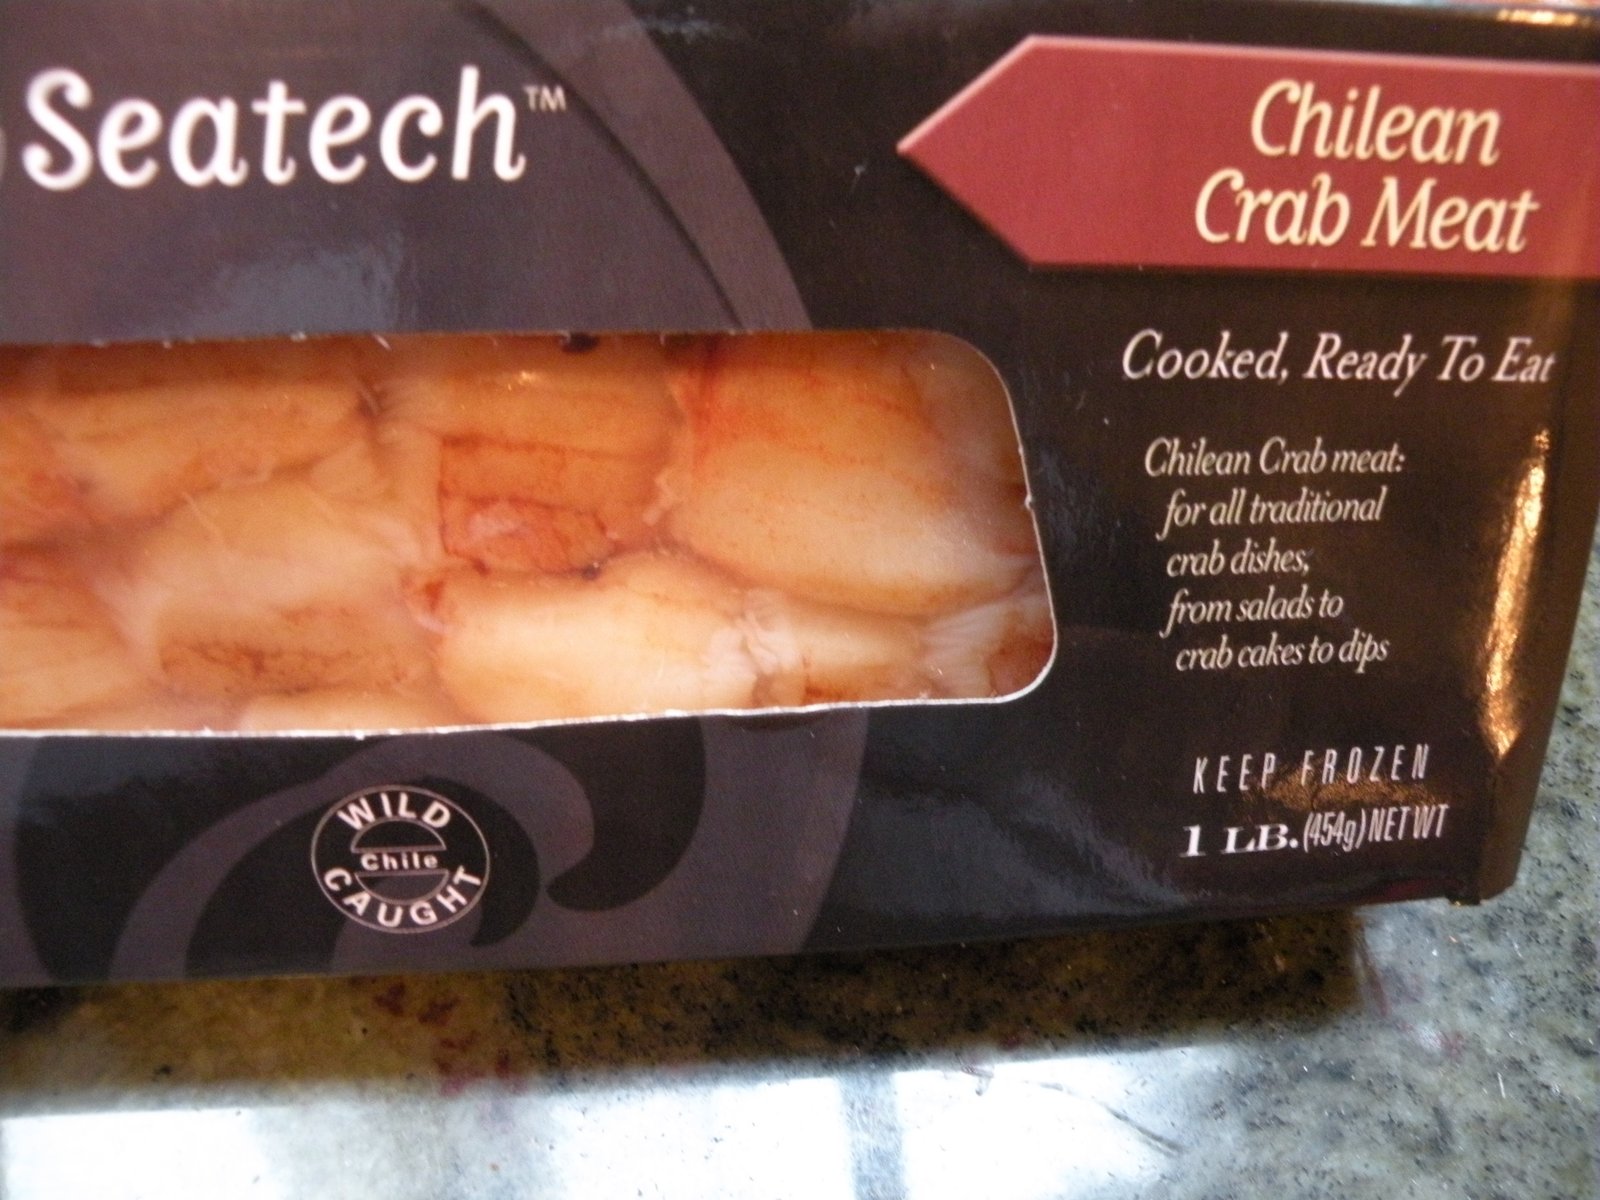 Seatech™
Chilean
Crab Meat
Cooked, Ready To Eat
Chilean Crab meat:
for all traditional
crab dishes,
from salads to
crab cakes to dips
KEEP FROZEN
1 LB. (454g) NET WT
WILD
Chile
CAUGHT